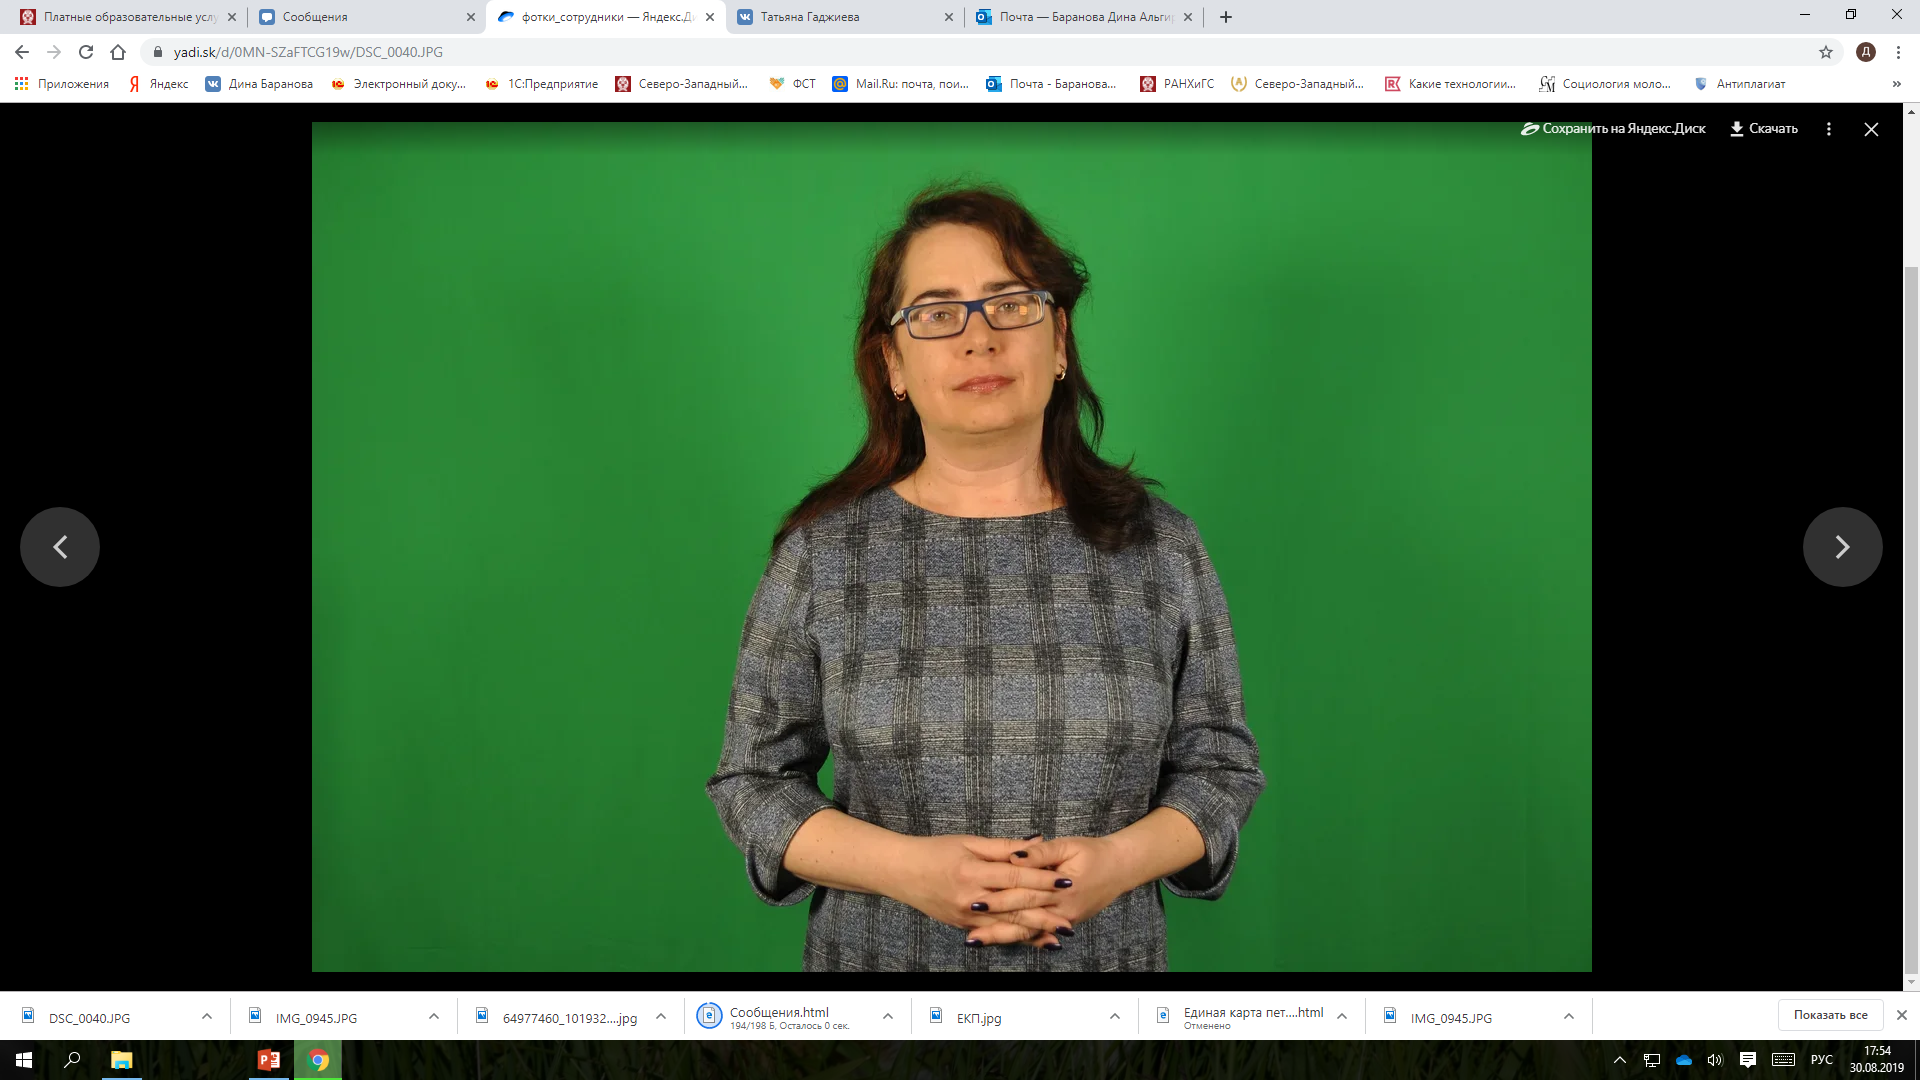 Платные образовательные услу
Сообщения
фотки_сотрудники — Яндекс.Ди
Татьяна Гаджиева
Почта — Баранова Дина Альги
yadi.sk/d/0MN-SZaFTCG19w/DSC_0040.JPG
Д
Приложения
Яндекс
Дина Баранова
Электронный доку...
1С:Предприятие
Северо-Западный...
ФСТ
Mail.Ru: почта, пои...
Почта - Баранова...
РАНХиГС
Северо-Западный...
Какие технологии...
Социология моло...
Антиплагиат
»
Сохранить на Яндекс.Диск
Скачать
DSC_0040.JPG
IMG_0945.JPG
64977460_101932....jpg
Сообщения.html
194/198 Б, Осталось 0 сек.
ЕКП.jpg
Единая карта пет....html
Отменено
IMG_0945.JPG
Показать все
РУС
17:54
30.08.2019